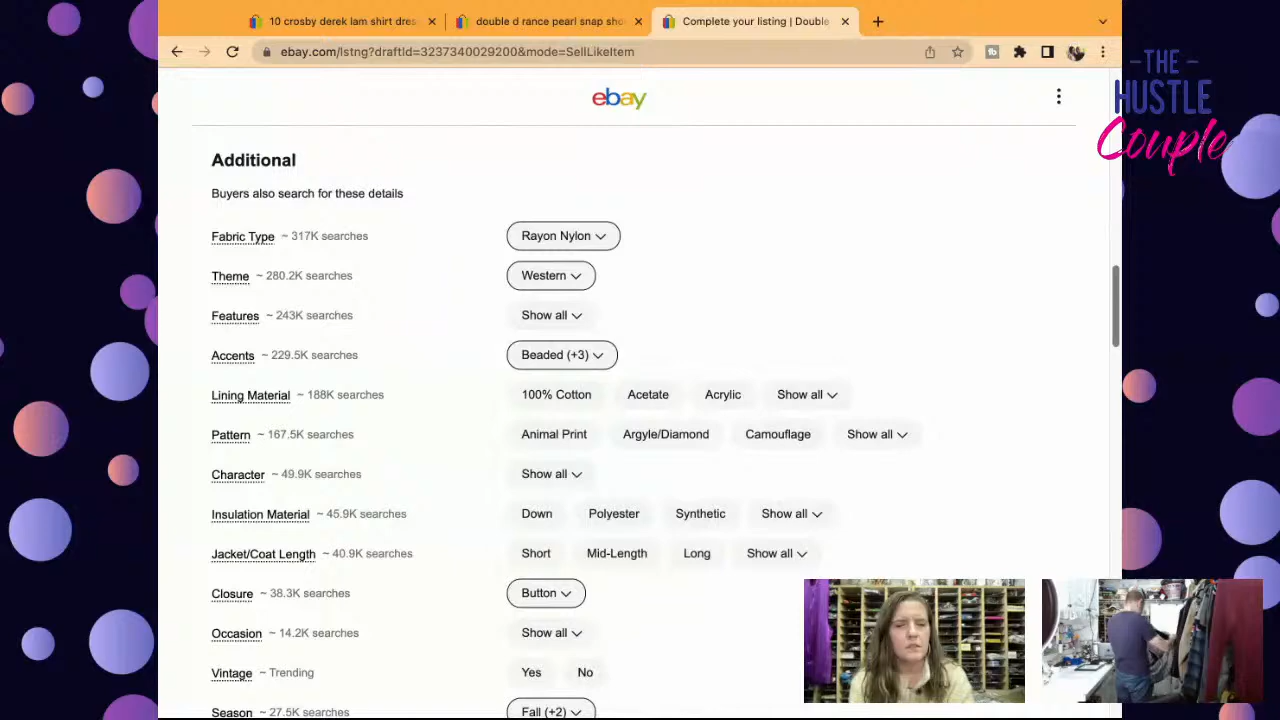 10 crosby derek lam shirt dres
double d rance pearl snap sho
Complete your listing | Double
ebay.com/lstng?draftId=3237340029200&mode=SellLikeItem
-THE-
HUSTLE
Couple
ebay
Additional
Buyers also search for these details
Fabric Type ~ 317K searches Rayon Nylon
Theme ~ 280.2K searches Western
Features ~ 243K searches Show all
Accents ~ 229.5K searches Beaded (+3)
Lining Material ~ 188K searches 100% Cotton Acetate Acrylic Show all
Pattern ~ 167.5K searches Animal Print Argyle/Diamond Camouflage Show all
Character ~ 49.9K searches Show all
Insulation Material ~ 45.9K searches Down Polyester Synthetic Show all
Jacket/Coat Length ~ 40.9K searches Short Mid-Length Long Show all
Closure ~ 38.3K searches Button
Occasion ~ 14.2K searches Show all
Vintage ~ Trending Yes No
Season ~ 27.5K searches Fall (+2)